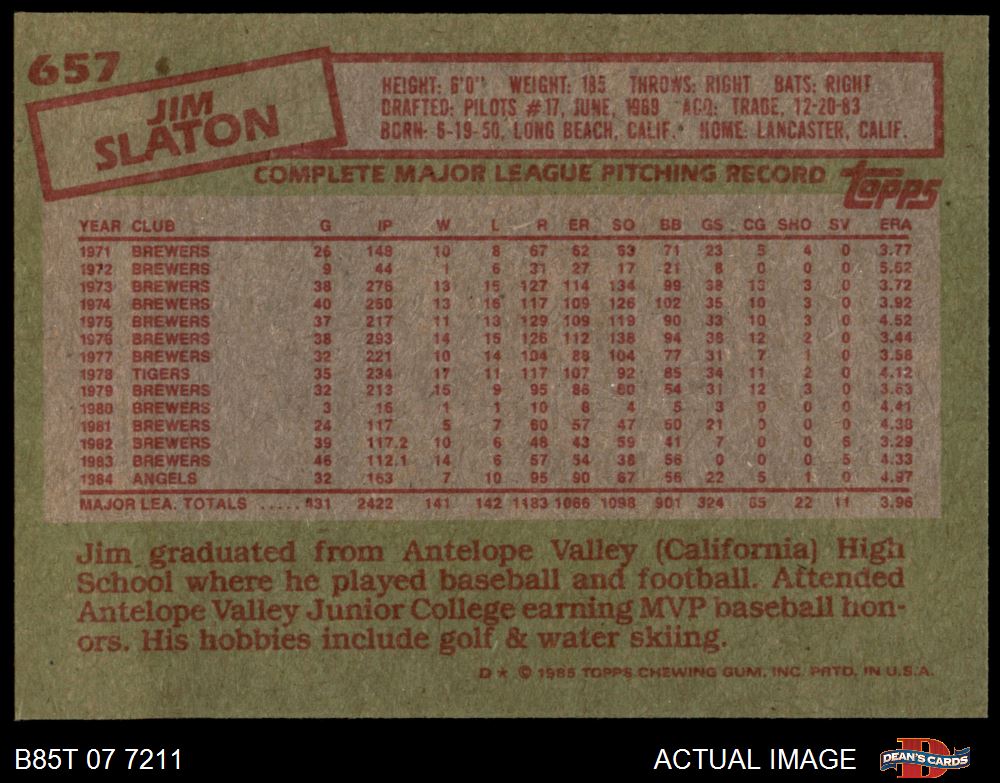 657
JIM
SLATON
HEIGHT: 6'0" WEIGHT: 185 THROWS: RIGHT BATS: RIGHT
DRAFTED: PILOTS #17, JUNE, 1969 ACQ: TRADE, 12-20-83
BORN: 6-19-50, LONG BEACH, CALIF. HOME: LANCASTER, CALIF.
COMPLETE MAJOR LEAGUE PITCHING RECORD
topps
YEAR CLUB G IP W L R ER SO BB GS CG SHO SV ERA
1971 BREWERS 26 148 10 8 67 62 63 71 23 5 4 0 3.77
1972 BREWERS 9 44 1 6 31 27 17 21 8 0 0 0 5.52
1973 BREWERS 38 276 13 15 127 114 134 99 38 13 3 0 3.72
1974 BREWERS 40 250 13 16 117 109 126 102 35 10 3 0 3.92
1975 BREWERS 37 217 11 13 129 109 119 90 33 10 3 0 4.52
1976 BREWERS 38 293 14 15 126 112 138 94 38 12 2 0 3.44
1977 BREWERS 32 221 10 14 104 88 104 77 31 7 1 0 3.58
1978 TIGERS 35 234 17 11 117 107 92 85 34 11 2 0 4.12
1979 BREWERS 32 213 15 9 95 86 80 54 31 12 3 0 3.63
1980 BREWERS 3 16 1 1 10 8 4 5 3 0 0 0 4.41
1981 BREWERS 24 117 5 7 60 57 47 50 21 0 0 0 4.38
1982 BREWERS 39 117.2 10 6 48 43 59 41 7 0 0 6 3.29
1983 BREWERS 46 112.1 14 6 57 54 38 56 0 0 0 5 4.33
1984 ANGELS 32 163 7 10 95 90 67 56 22 5 1 0 4.97
MAJOR LEA. TOTALS ..... 431 2422 141 142 1183 1066 1098 901 324 85 22 11 3.96
Jim graduated from Antelope Valley (California) High
School where he played baseball and football. Attended
Antelope Valley Junior College earning MVP baseball hon-
ors. His hobbies include golf & water skiing.
D * © 1985 TOPPS CHEWING GUM, INC. PRTD. IN U.S.A.
B85T 07 7211
ACTUAL IMAGE
DEAN'S CARDS